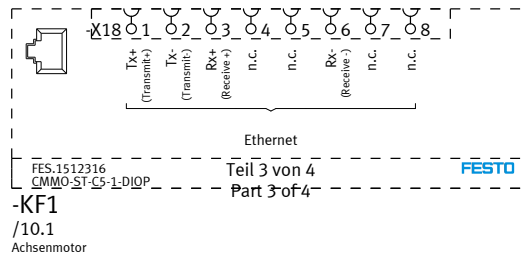 -X18 1 2 3 4 5 6 7 8
Tx+
(Transmit+)
Tx-
(Transmit-)
Rx+
(Receive +)
n.c.
n.c.
Rx-
(Receive -)
n.c.
n.c.
Ethernet
FES.1512316
CMMO-ST-C5-1-DIOP
Teil 3 von 4
Part 3 of 4
FESTO
-KF1
/10.1
Achsenmotor